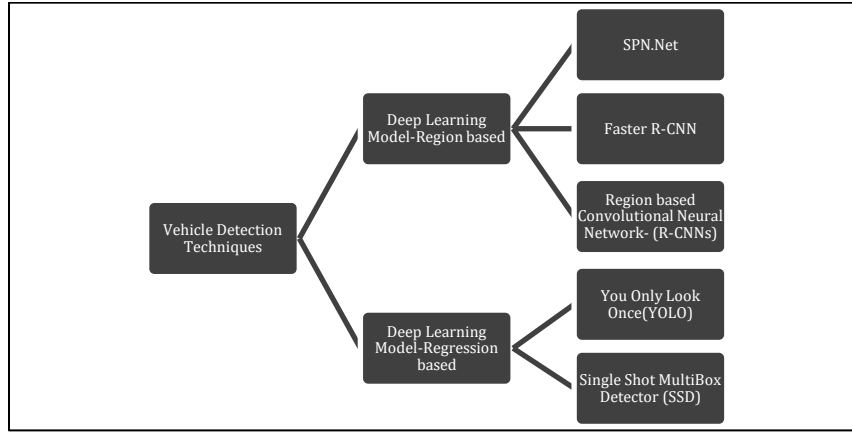 SPN.Net
Deep Learning
Model-Region based
Faster R-CNN
Region based
Convolutional Neural
Network- (R-CNNs)
Vehicle Detection
Techniques
You Only Look
Once(YOLO)
Deep Learning
Model-Regression
based
Single Shot MultiBox
Detector (SSD)